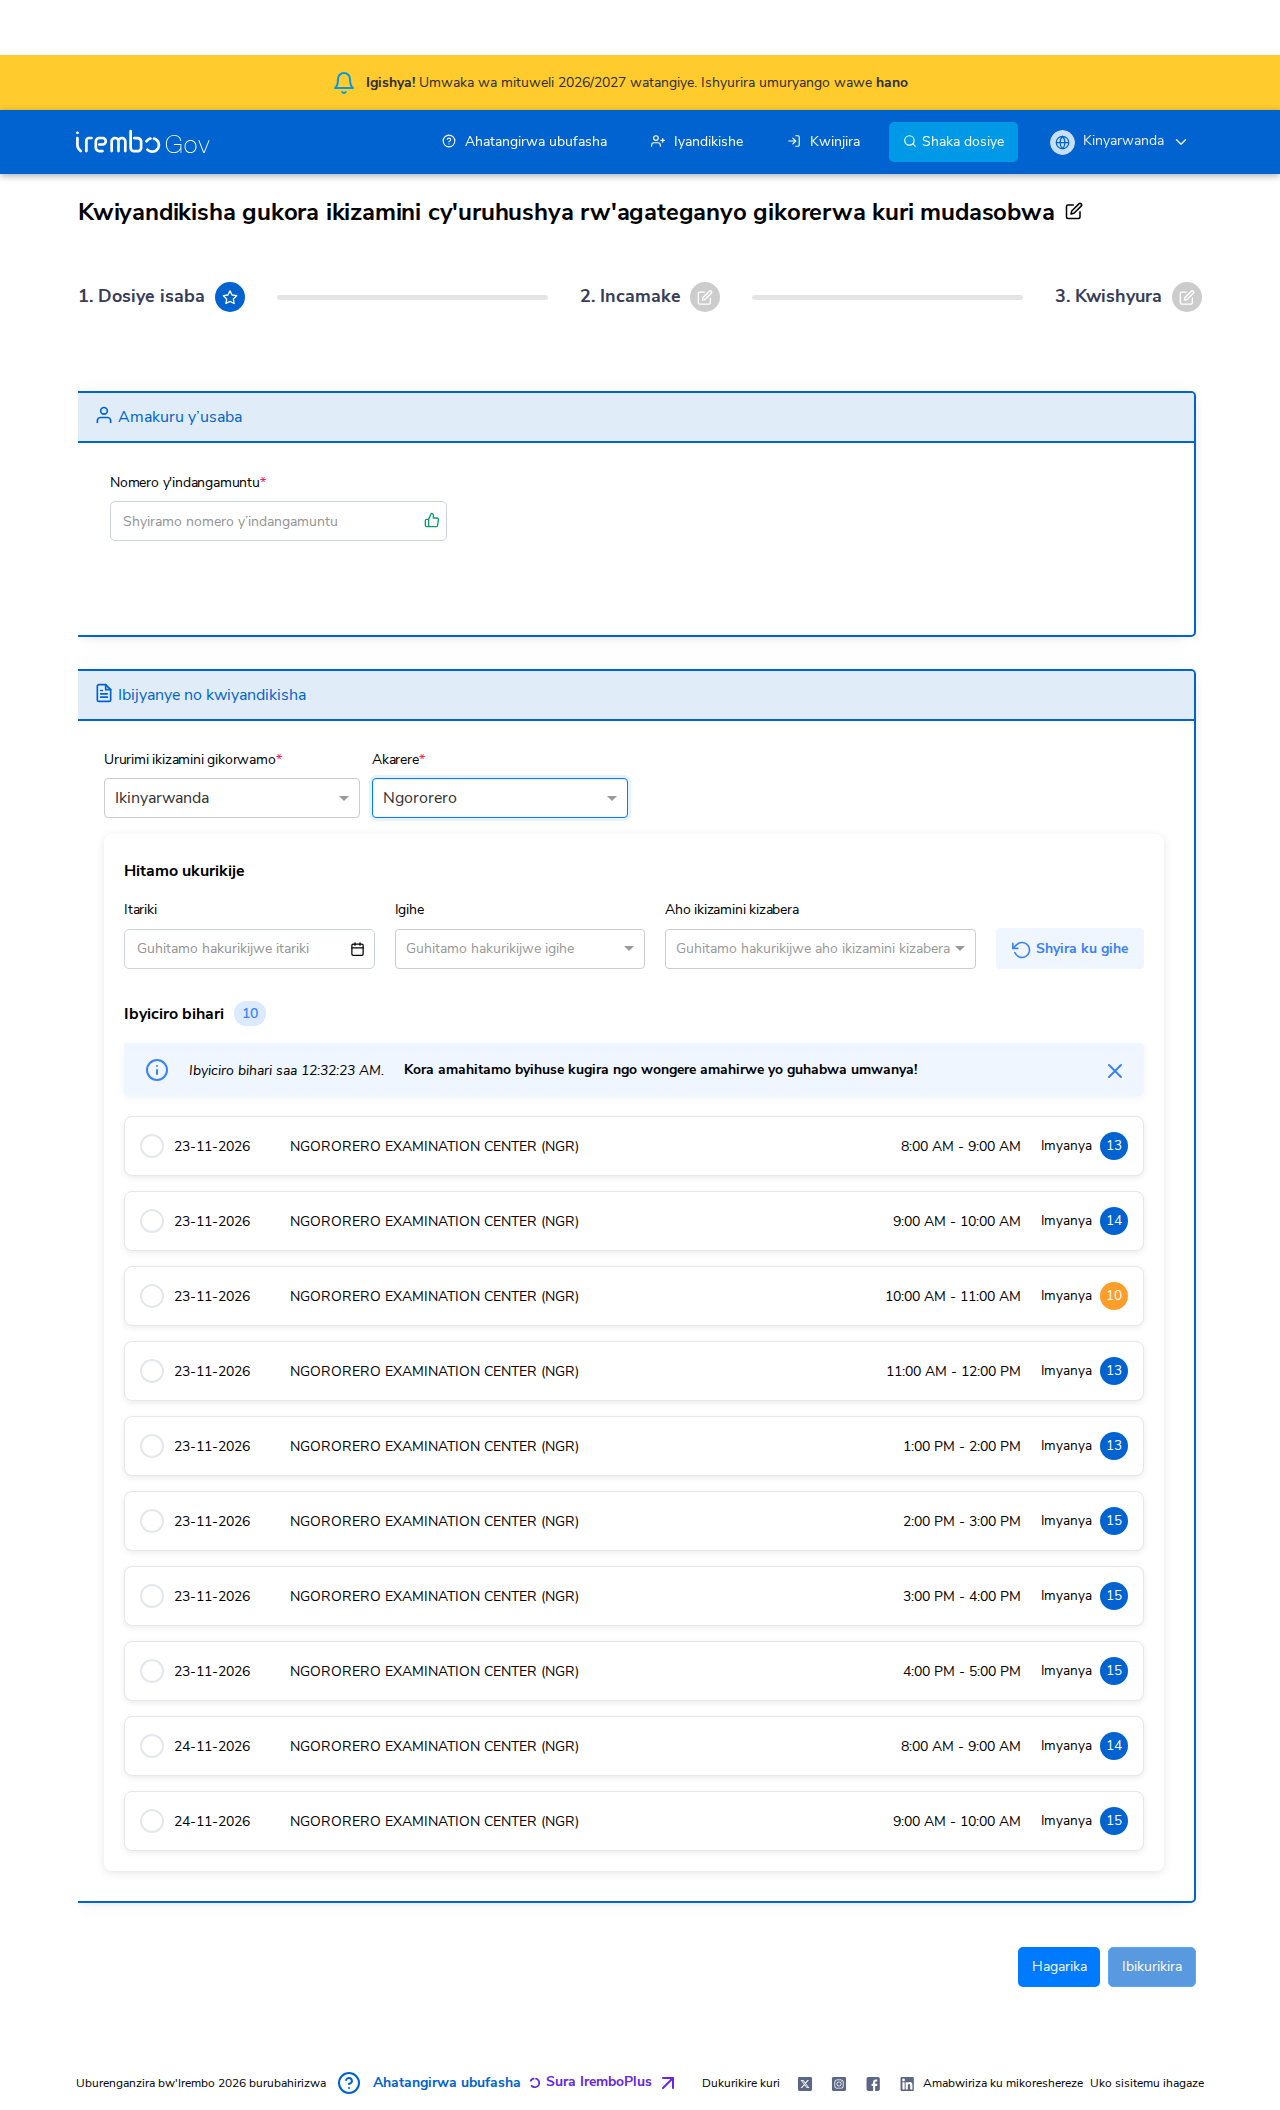 Igishya! Umwaka wa mituweli 2026/2027 watangiye. Ishyurira umuryango wawe hano
irembo Gov
Ahatangirwa ubufasha
Iyandikishe
Kwinjira
Shaka dosiye
Kinyarwanda
Kwiyandikisha gukora ikizamini cy'uruhushya rw'agateganyo gikorerwa kuri mudasobwa
1. Dosiye isaba
2. Incamake
3. Kwishyura
Amakuru y’usaba
Nomero y'indangamuntu*
Shyiramo nomero y’indangamuntu
Ibijyanye no kwiyandikisha
Ururimi ikizamini gikorwamo*
Akarere*
Ikinyarwanda
Ngororero
Hitamo ukurikije
Itariki
Igihe
Aho ikizamini kizabera
Guhitamo hakurikijwe itariki
Guhitamo hakurikijwe igihe
Guhitamo hakurikijwe aho ikizamini kizabera
Shyira ku gihe
Ibyiciro bihari 10
Ibyiciro bihari saa 12:32:23 AM. Kora amahitamo byihuse kugira ngo wongere amahirwe yo guhabwa umwanya!
23-11-2026 NGORORERO EXAMINATION CENTER (NGR) 8:00 AM - 9:00 AM Imyanya 13
23-11-2026 NGORORERO EXAMINATION CENTER (NGR) 9:00 AM - 10:00 AM Imyanya 14
23-11-2026 NGORORERO EXAMINATION CENTER (NGR) 10:00 AM - 11:00 AM Imyanya 10
23-11-2026 NGORORERO EXAMINATION CENTER (NGR) 11:00 AM - 12:00 PM Imyanya 13
23-11-2026 NGORORERO EXAMINATION CENTER (NGR) 1:00 PM - 2:00 PM Imyanya 13
23-11-2026 NGORORERO EXAMINATION CENTER (NGR) 2:00 PM - 3:00 PM Imyanya 15
23-11-2026 NGORORERO EXAMINATION CENTER (NGR) 3:00 PM - 4:00 PM Imyanya 15
23-11-2026 NGORORERO EXAMINATION CENTER (NGR) 4:00 PM - 5:00 PM Imyanya 15
24-11-2026 NGORORERO EXAMINATION CENTER (NGR) 8:00 AM - 9:00 AM Imyanya 14
24-11-2026 NGORORERO EXAMINATION CENTER (NGR) 9:00 AM - 10:00 AM Imyanya 15
Hagarika
Ibikurikira
Uburenganzira bw'Irembo 2026 burubahirizwa
Ahatangirwa ubufasha
Sura IremboPlus
Dukurikire kuri
Amabwiriza ku mikoreshereze
Uko sisitemu ihagaze